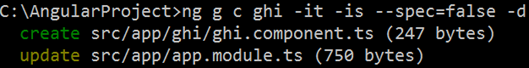 C:\AngularProject>ng g c ghi -it -is --spec=false -d
create src/app/ghi/ghi.component.ts (247 bytes)
update src/app/app.module.ts (750 bytes)